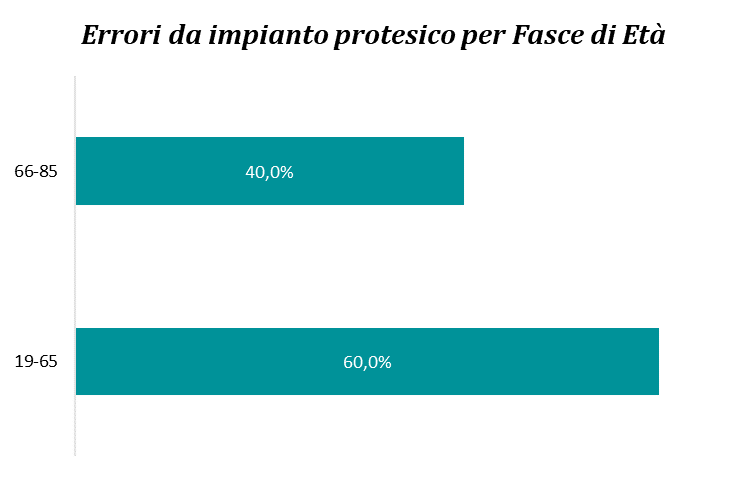 Errori da impianto protesico per Fasce di Età
66-85
40,0%
19-65
60,0%